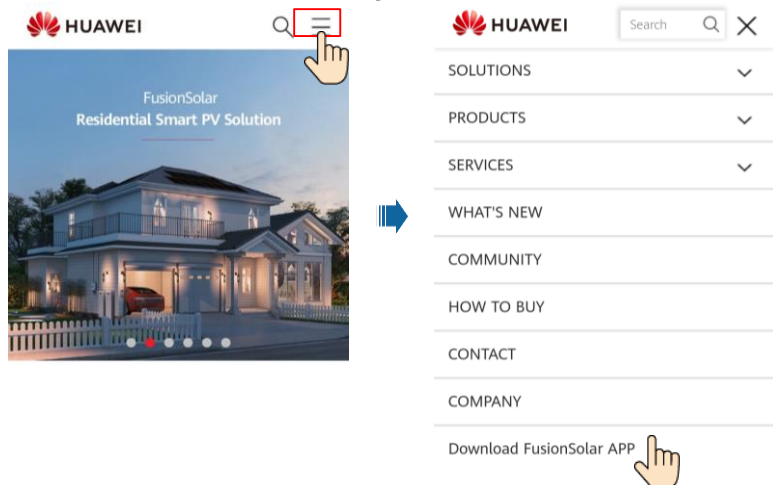 HUAWEI
FusionSolar
Residential Smart PV Solution
HUAWEI
Search
SOLUTIONS
PRODUCTS
SERVICES
WHAT'S NEW
COMMUNITY
HOW TO BUY
CONTACT
COMPANY
Download FusionSolar APP